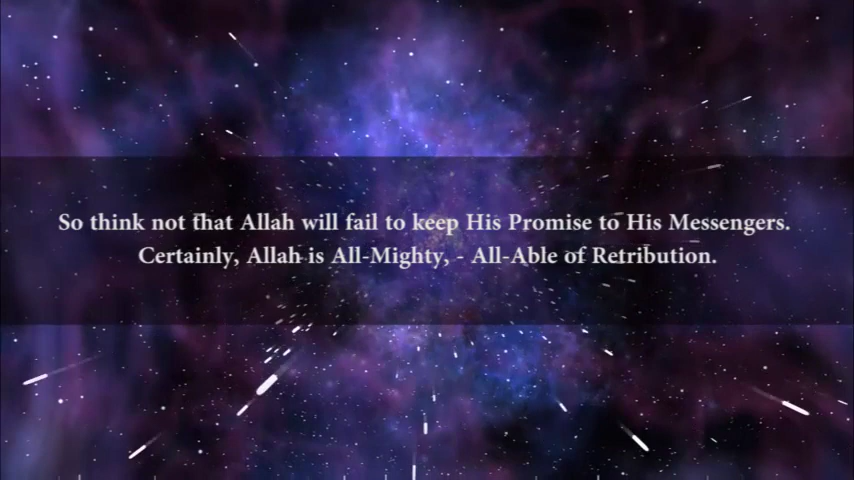 So think not that Allah will fail to keep His Promise to His Messengers.
Certainly, Allah is All-Mighty, - All-Able of Retribution.